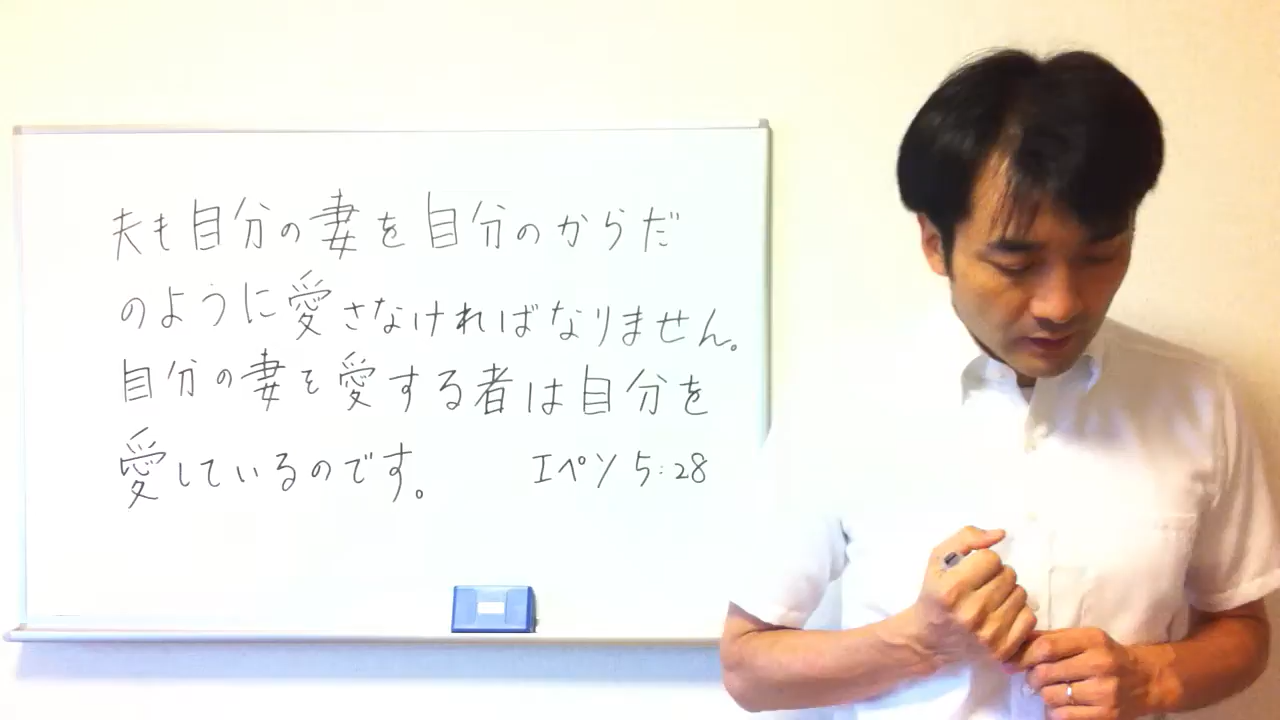 夫も自分の妻を自分のからだ
のように愛さなければなりません。
自分の妻を愛する者は自分を
愛しているのです。 エペソ 5:28